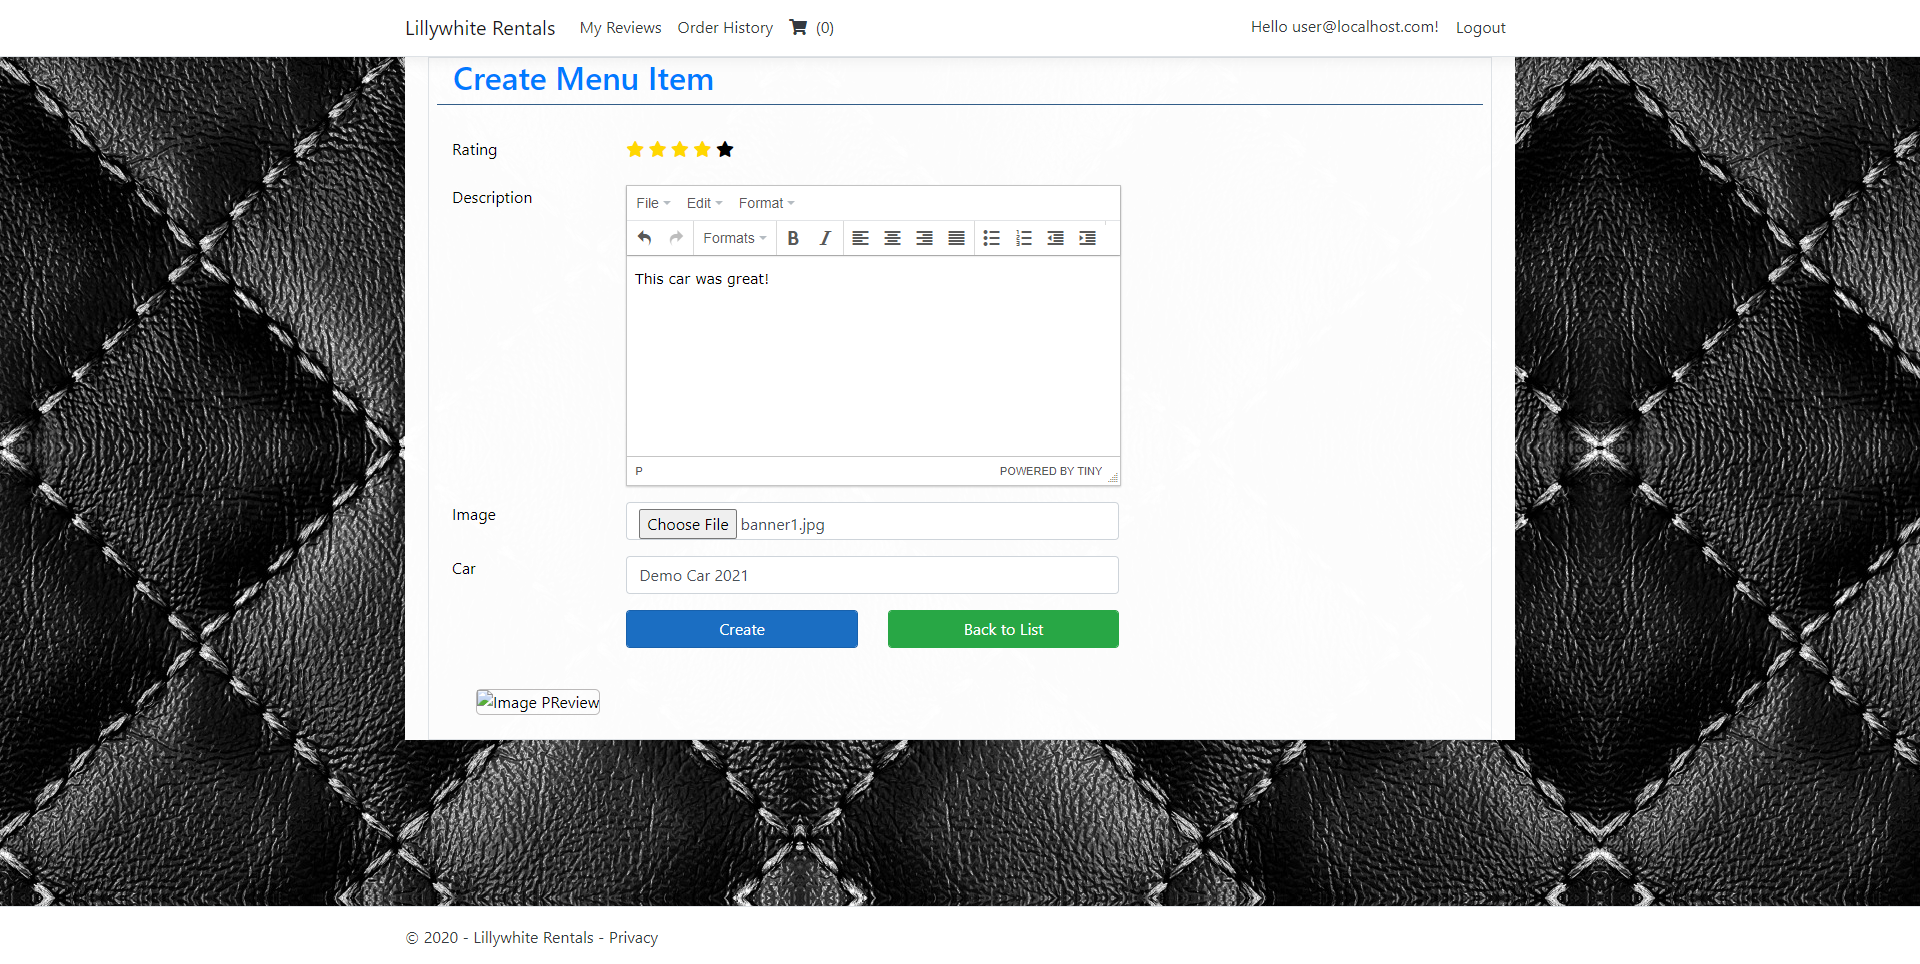 Lillywhite Rentals My Reviews Order History (0) Hello user@localhost.com! Logout
Create Menu Item
Rating
Description
File Edit Format
Formats B I
This car was great!
P POWERED BY TINY
Image Choose File banner1.jpg
Car Demo Car 2021
Create Back to List
Image PReview
© 2020 - Lillywhite Rentals - Privacy